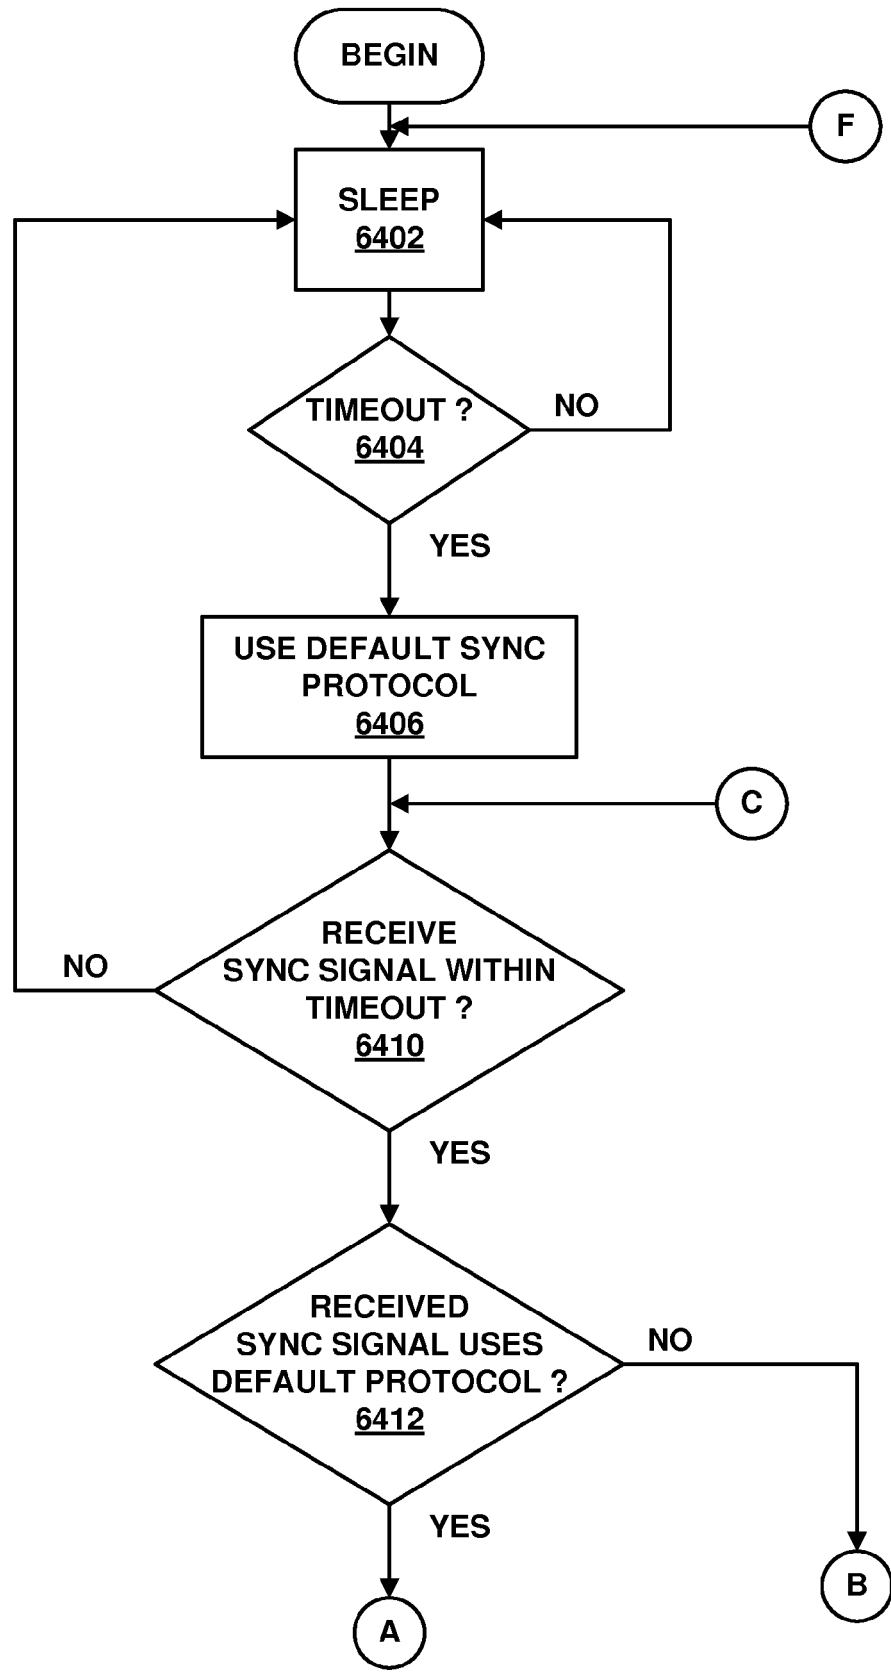 BEGIN
F
SLEEP
6402
TIMEOUT ?
6404
NO
YES
USE DEFAULT SYNC
PROTOCOL
6406
C
RECEIVE
SYNC SIGNAL WITHIN
TIMEOUT ?
6410
NO
YES
RECEIVED
SYNC SIGNAL USES
DEFAULT PROTOCOL ?
6412
NO
YES
B
A